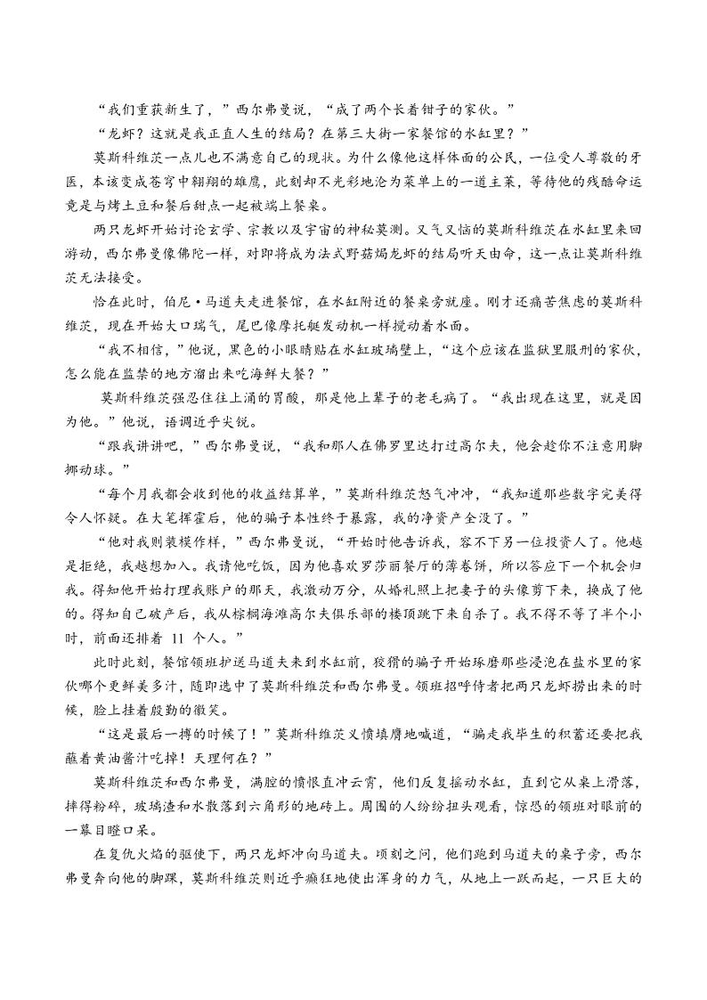 “我们重获新生了，”西尔弗曼说，“成了两个长着钳子的家伙。”
“龙虾？这就是我正直人生的结局？在第三大街一家餐馆的水缸里？”
莫斯科维茨一点儿也不满意自己的现状。为什么像他这样体面的公民，一位受人尊敬的牙
医，本该变成苍穹中翱翔的雄鹰，此刻却不光彩地沦为菜单上的一道主莱，等待他的残酷命运
竟是与烤土豆和餐后甜点一起被端上餐桌。
两只龙虾开始讨论玄学、宗教以及宇宙的神秘莫测。又气又恼的莫斯科维茨在水缸里来回
游动，西尔弗曼像佛陀一样，对即将成为法式野菇焗龙虾的结局听天由命，这一点让莫斯科维
茨无法接受。
恰在此时，伯尼·马道夫走进餐馆，在水缸附近的餐桌旁就座。刚才还痛苦焦虑的莫斯科
维茨，现在开始大口瑞气，尾巴像摩托艇发动机一样搅动着水面。
“我不相信，”他说，黑色的小眼睛贴在水缸玻璃壁上，“这个应该在监狱里服刑的家伙，
怎么能在监禁的地方溜出来吃海鲜大餐？”
莫斯科维茨强忍住往上涌的胃酸，那是他上辈子的老毛病了。“我出现在这里，就是因
为他。”他说，语调近乎尖锐。
“跟我讲讲吧，”西尔弗曼说，“我和那人在佛罗里达打过高尔夫，他会趁你不注意用脚
挪动球。”
“每个月我都会收到他的收益结算单，”莫斯科维茨怒气冲冲，“我知道那些数字完美得
令人怀疑。在大笔挥霍后，他的骗子本性终于暴露，我的净资产全没了。”
“他对我则装模作样，”西尔弗曼说，“开始时他告诉我，容不下另一位投资人了。他越
是拒绝，我越想加入。我请他吃饭，因为他喜欢罗莎丽餐厅的薄卷饼，所以答应下一个机会归
我。得知他开始打理我账户的那天，我激动万分，从婚礼照上把妻子的头像剪下来，换成了他
的。得知自己破产后，我从棕榈海滩高尔夫俱乐部的楼顶跳下来自杀了。我不得不等了半个小
时，前面还排着 11 个人。”
此时此刻，餐馆领班护送马道夫来到水缸前，狡猾的骗子开始琢磨那些浸泡在盐水里的家
伙哪个更鲜美多汁，随即选中了莫斯科维茨和西尔弗曼。领班招呼侍者把两只龙虾捞出来的时
候，脸上挂着殷勤的徽笑。
“这是最后一搏的时候了！”莫斯科维茨义愤填膺地喊道，“骗走我毕生的积蓄还要把我
蘸着黄油酱汁吃掉！天理何在？”
莫斯科维茨和西尔弗曼，满腔的愤恨直冲云霄，他们反复摇动水缸，直到它从桌上滑落，
摔得粉碎，玻璃渣和水散落到六角形的地砖上。周围的人纷纷扭头观看，惊恐的领班对眼前的
一幕目瞪口呆。
在复仇火焰的驱使下，两只龙虾冲向马道夫。顷刻之问，他们跑到马道夫的桌子旁，西尔
弗曼奔向他的脚踝，莫斯科维茨则近乎癫狂地使出浑身的力气，从地上一跃而起，一只巨大的